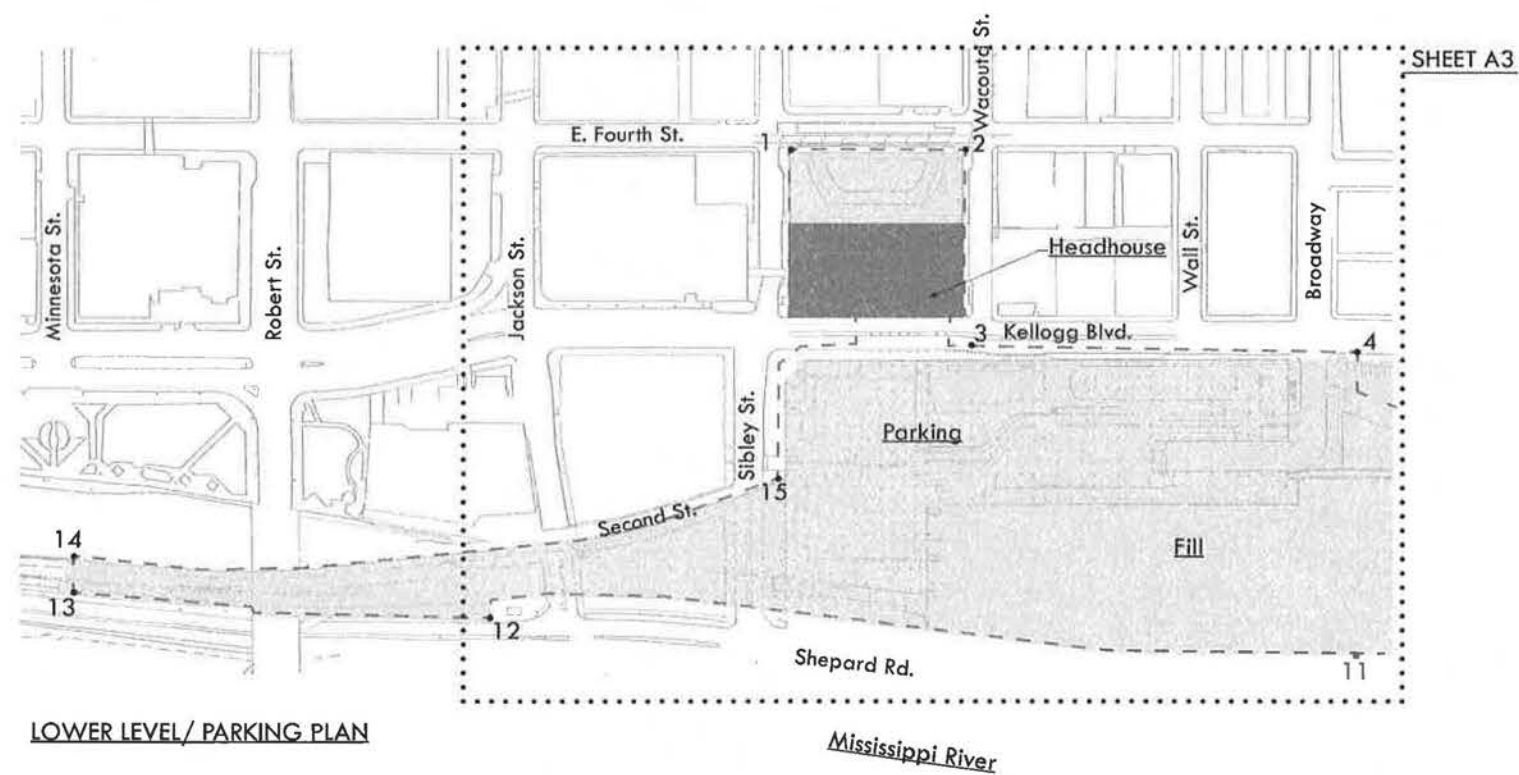 Wacouta St.
SHEET A3
E. Fourth St.
1
2
Minnesota St.
Robert St.
Jackson St.
Headhouse
Wall St.
Broadway
3
Kellogg Blvd.
4
Sibley St.
Parking
15
Second St.
14
Fill
13
12
Shepard Rd.
11
LOWER LEVEL/ PARKING PLAN
Mississippi River